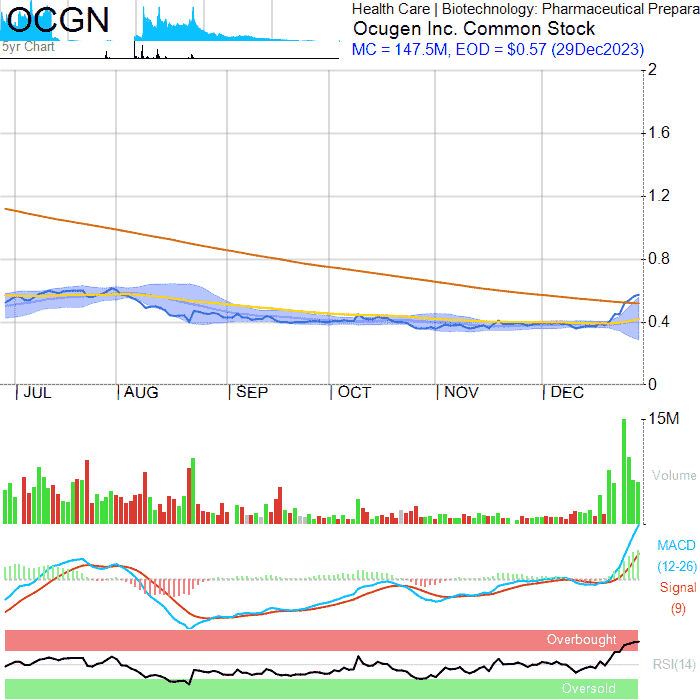 OCGN
5yr Chart
Health Care | Biotechnology: Pharmaceutical Prepara
Ocugen Inc. Common Stock
MC = 147.5M, EOD = $0.57 (29Dec2023)
2
1.6
1.2
0.8
0.4
0
JUL AUG SEP OCT NOV DEC
15M
Volume
MACD
(12-26)
Signal
(9)
Overbought
RSI(14)
Oversold